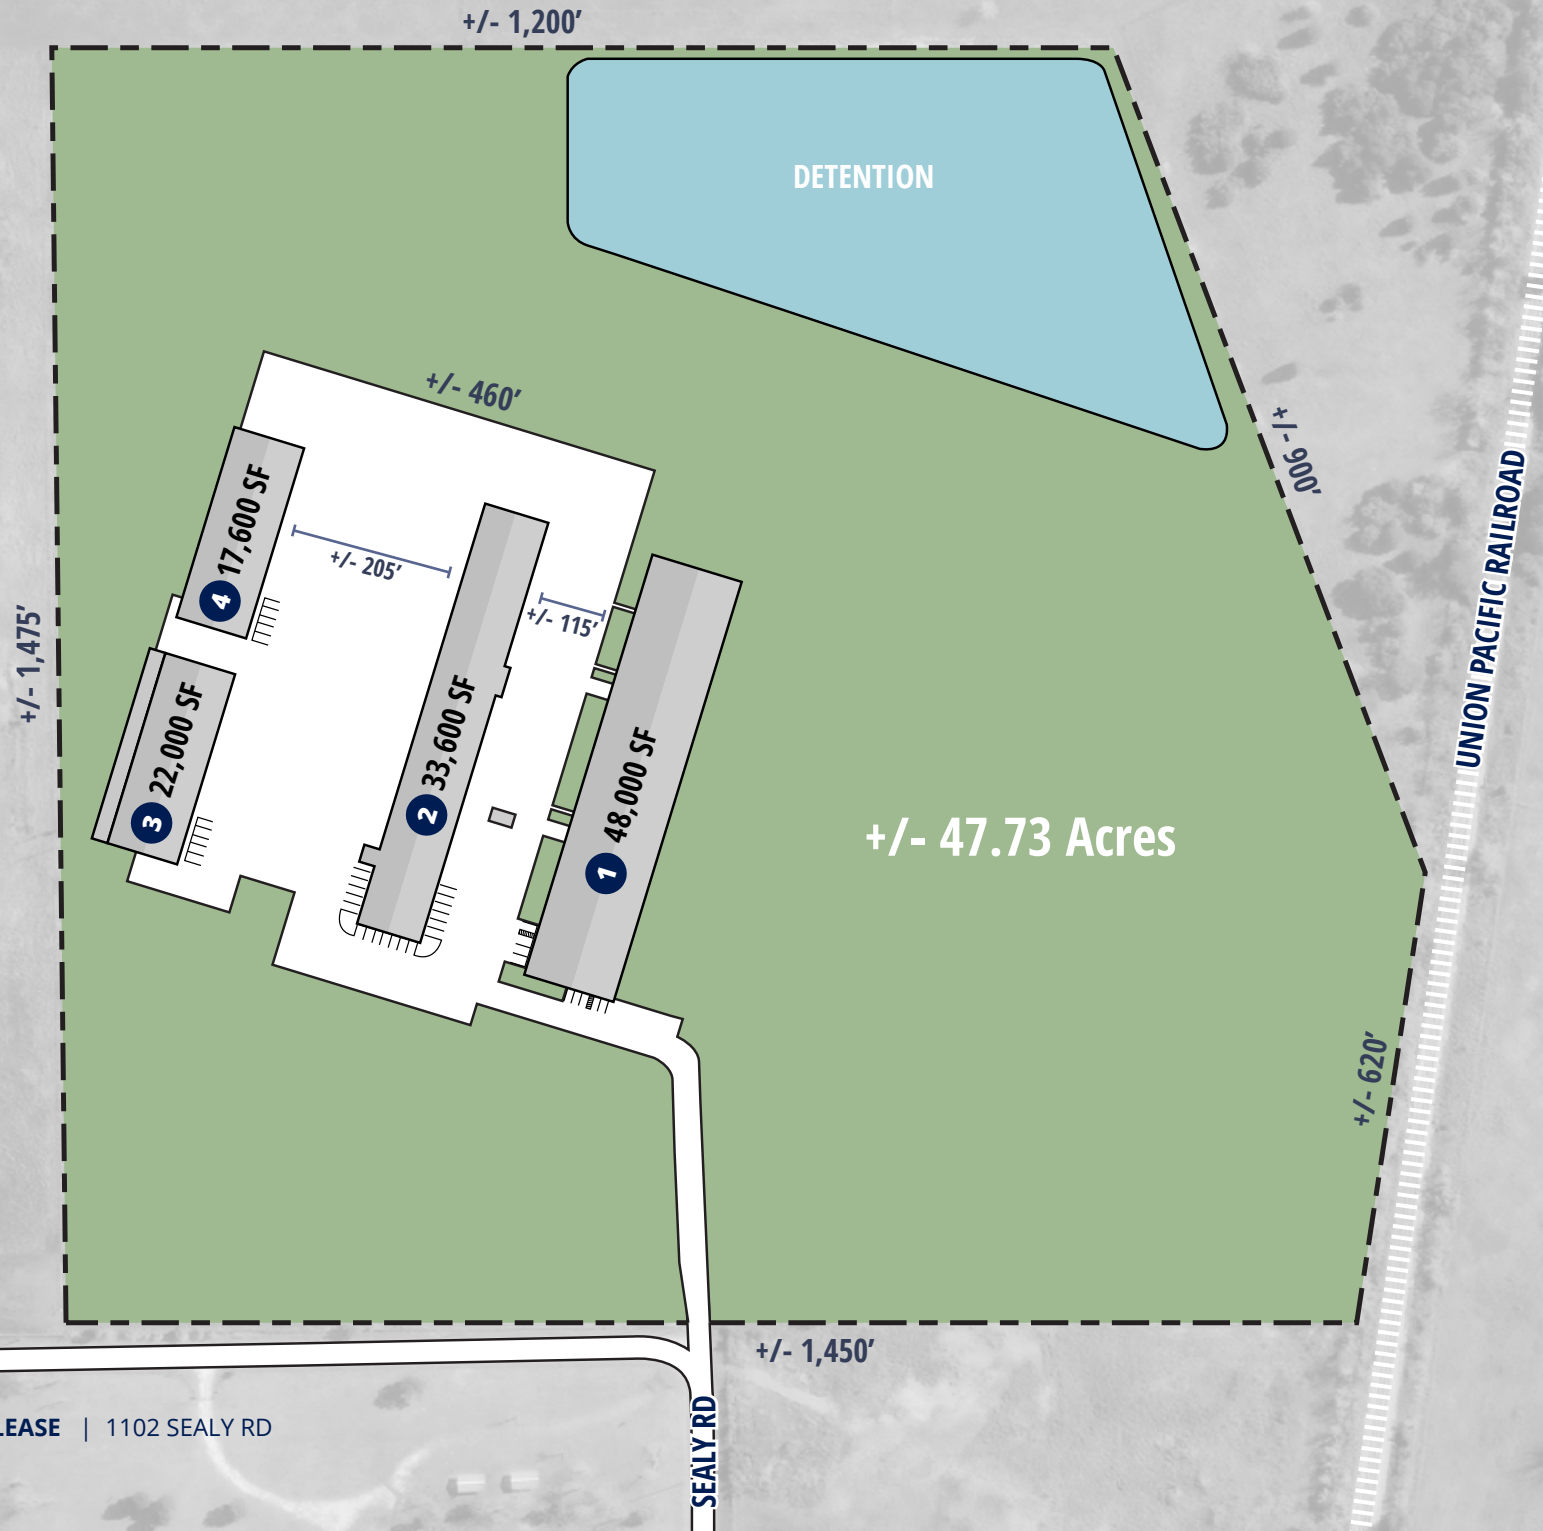 +/- 1,200’
DETENTION
+/- 460’
+/- 900’
UNION PACIFIC RAILROAD
4 17,600 SF
+/- 205’
+/- 115’
+/- 1,475’
3 22,000 SF
2 33,600 SF
1 48,000 SF
+/- 47.73 Acres
+/- 620’
+/- 1,450’
LEASE | 1102 SEALY RD
SEALY RD